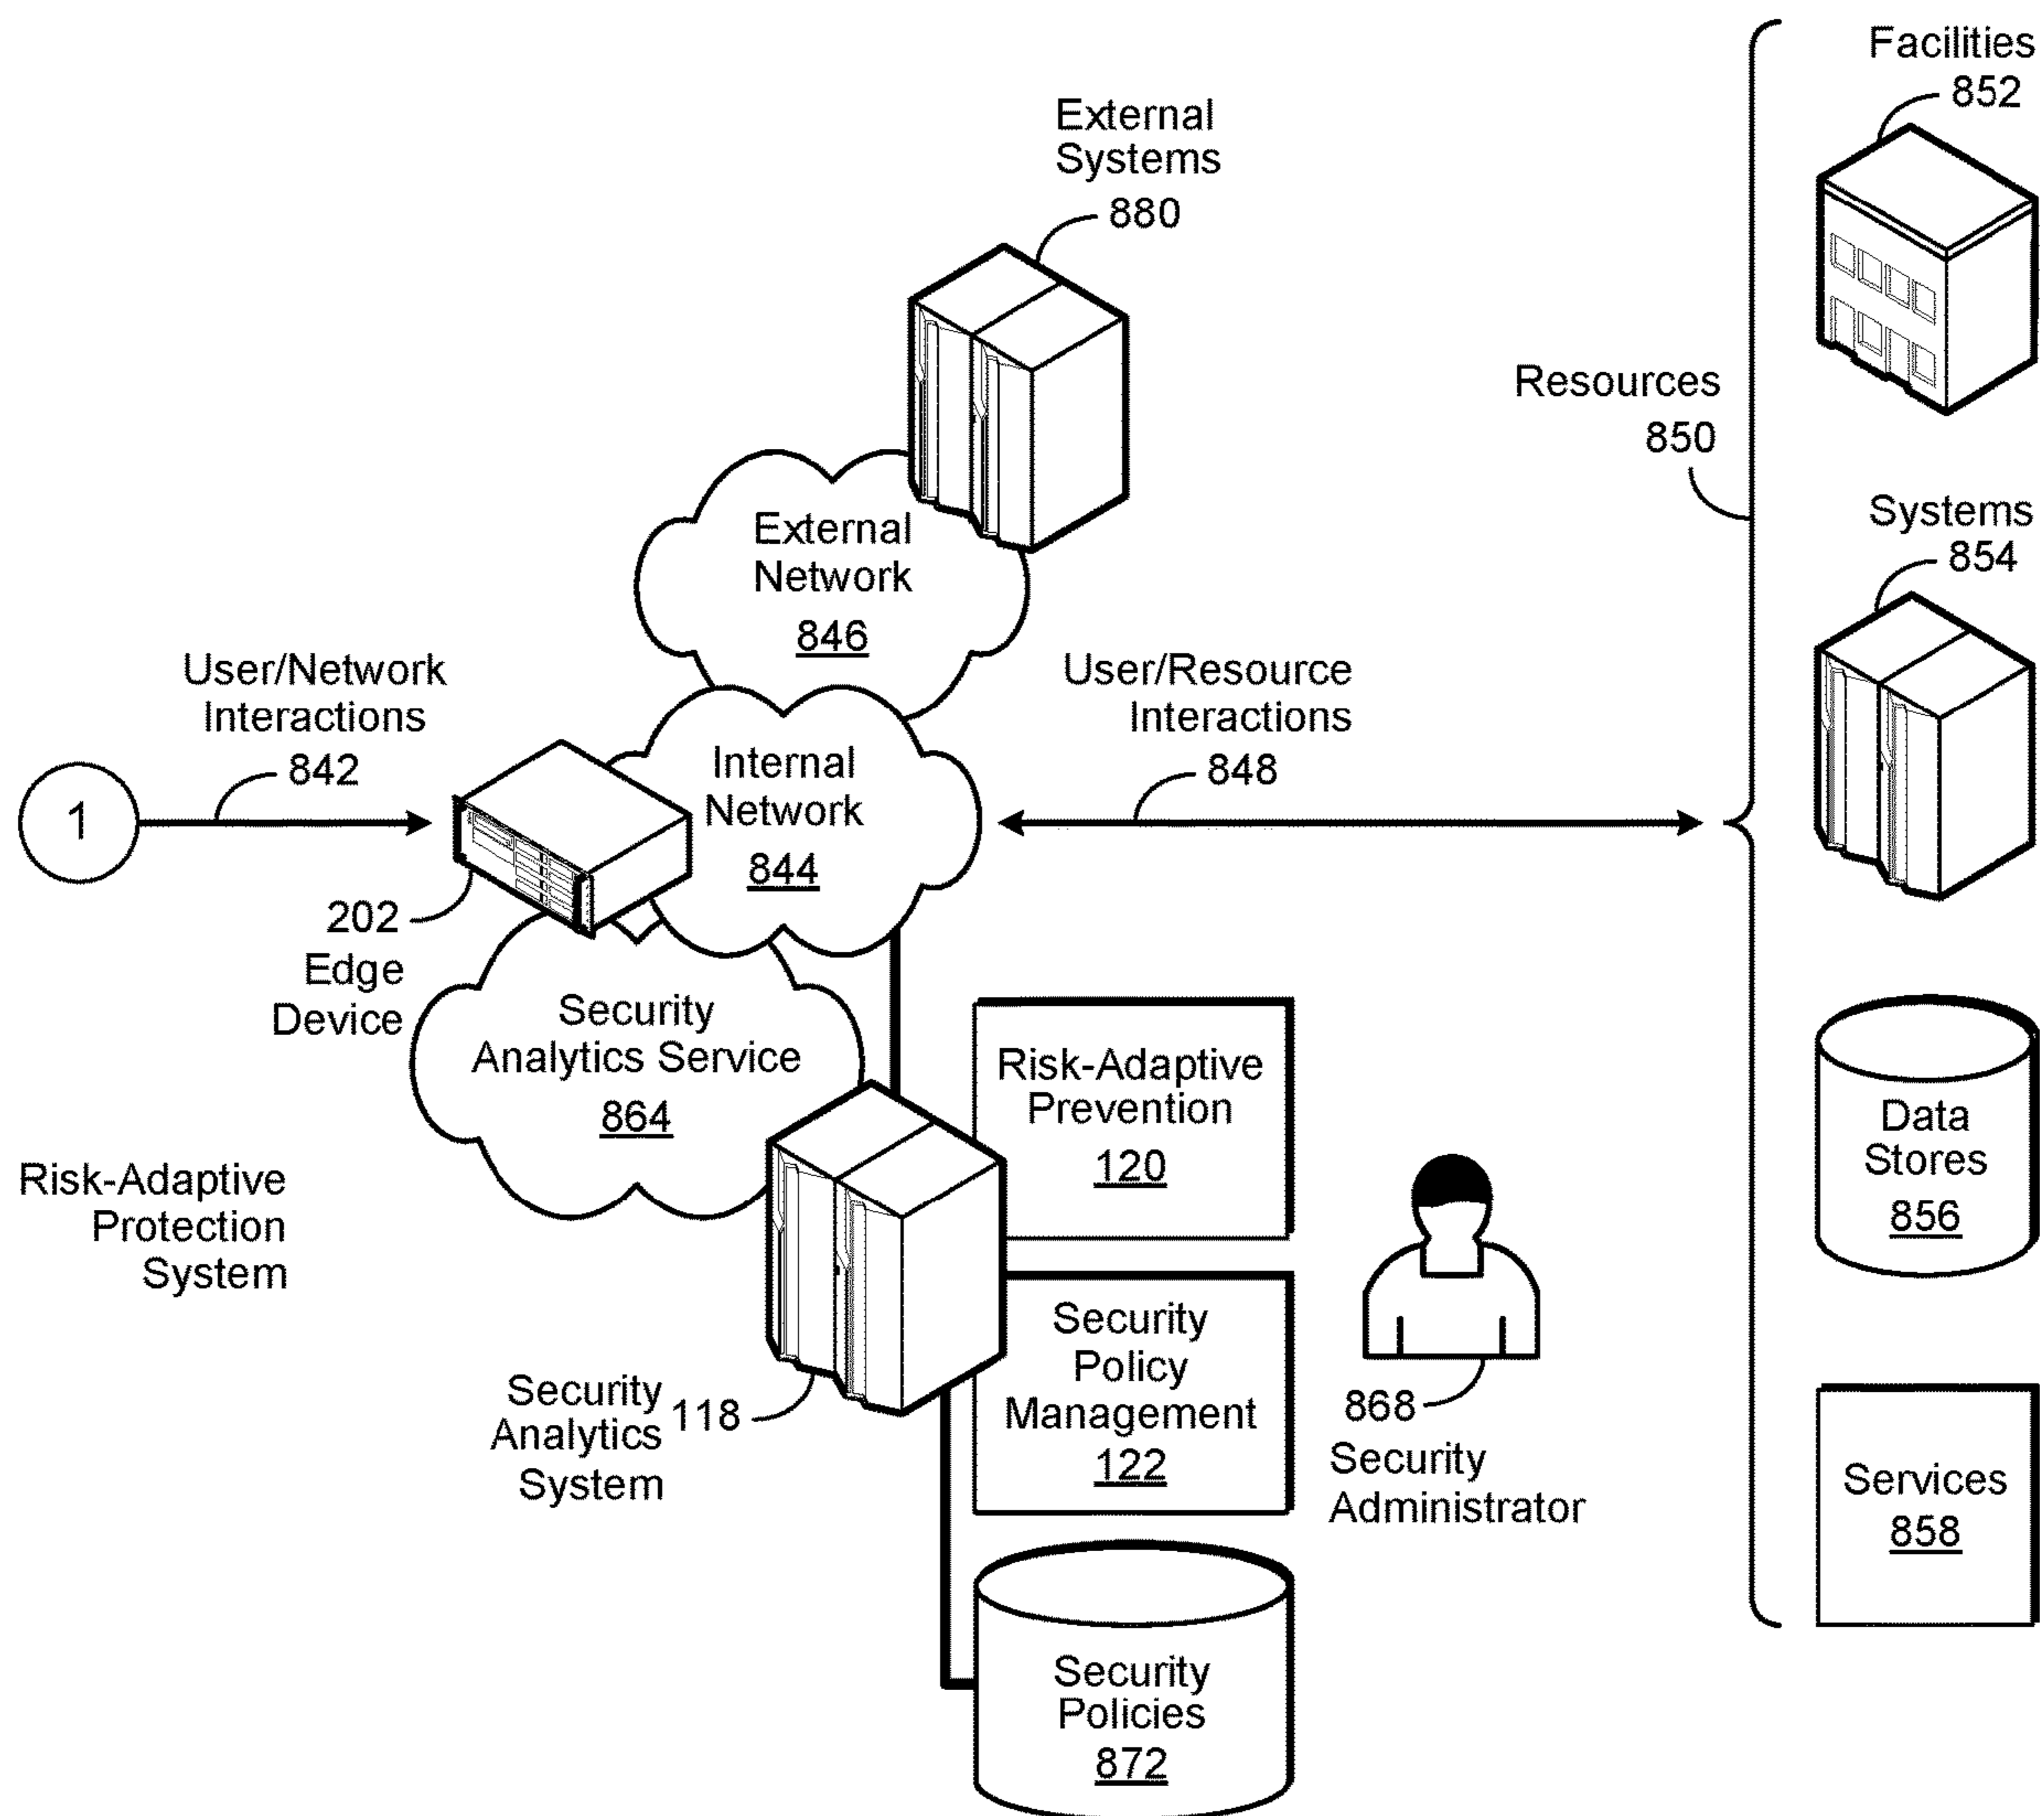 Facilities
852
External
Systems
880
Resources
850
Systems
854
External
Network
846
User/Network
Interactions
842
User/Resource
Interactions
848
Internal
Network
844
1
202
Edge
Device
Security
Analytics Service
864
Risk-Adaptive
Prevention
120
Data
Stores
856
Risk-Adaptive
Protection
System
Security
Policy
Management
122
Security
Analytics
System
118
868
Security
Administrator
Services
858
Security
Policies
872